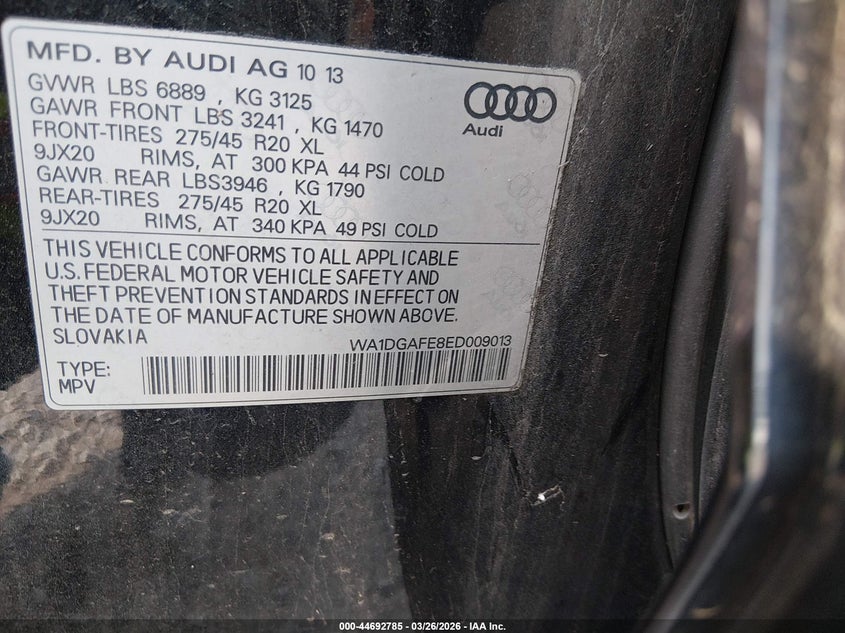 MFD. BY AUDI AG 10 13
GVWR LBS 6889 , KG 3125
GAWR FRONT LBS 3241 , KG 1470
FRONT-TIRES 275/45 R20 XL
9JX20 RIMS, AT 300 KPA 44 PSI COLD
GAWR REAR LBS3946 , KG 1790
REAR-TIRES 275/45 R20 XL
9JX20 RIMS, AT 340 KPA 49 PSI COLD
Audi
THIS VEHICLE CONFORMS TO ALL APPLICABLE
U.S. FEDERAL MOTOR VEHICLE SAFETY AND
THEFT PREVENTION STANDARDS IN EFFECT ON
THE DATE OF MANUFACTURE SHOWN ABOVE.
SLOVAKIA
WA1DGAFE8ED009013
TYPE:
MPV
000-44692785 — 03/26/2026 — IAA Inc.